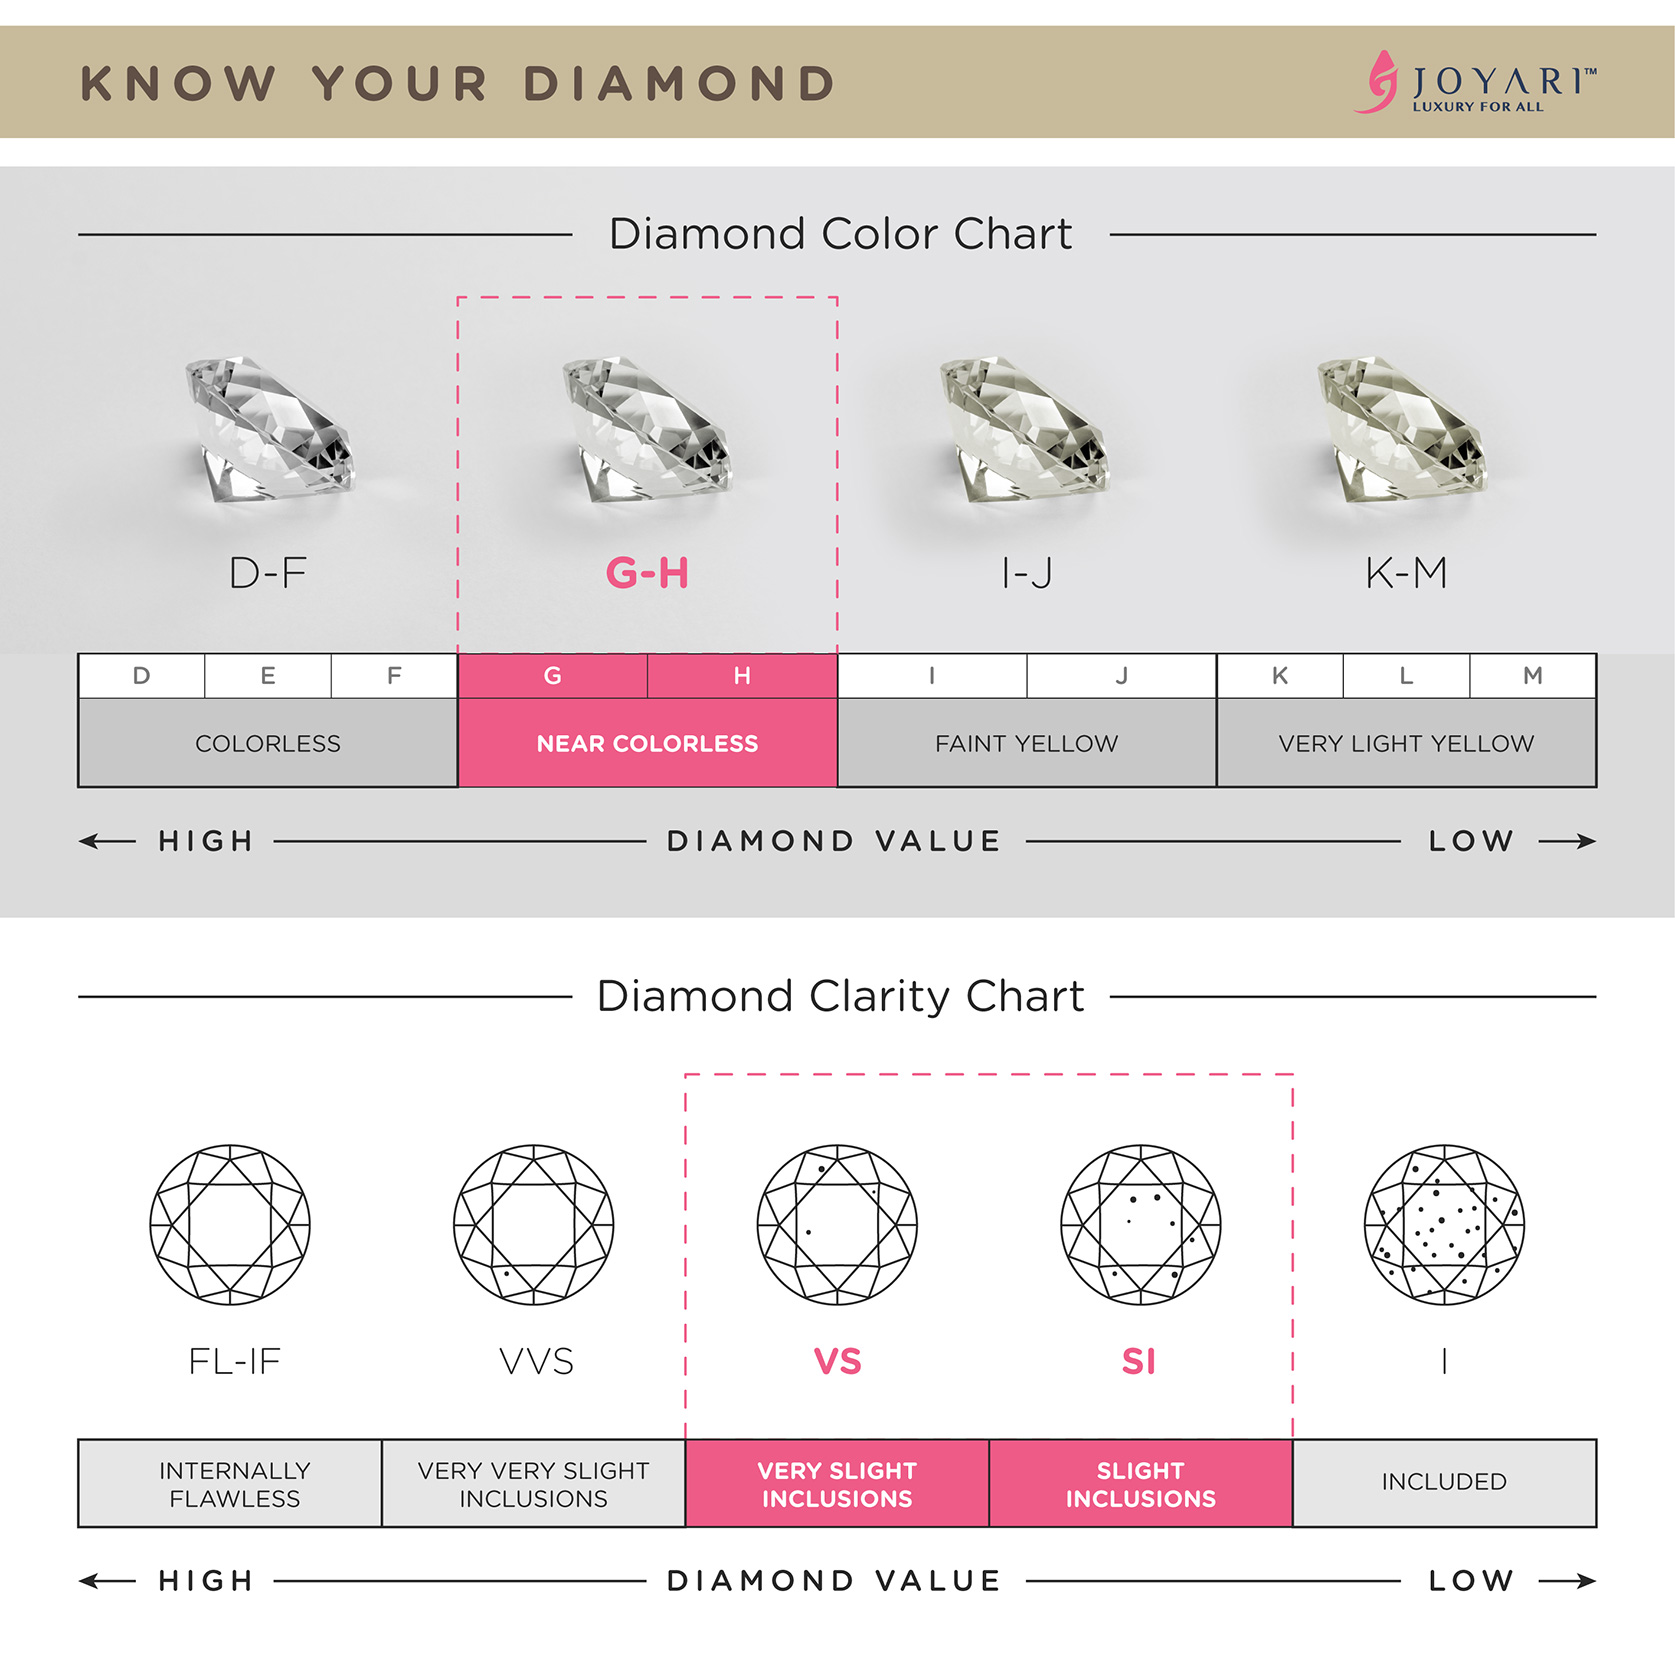 KNOW YOUR DIAMOND
JOYARI™
LUXURY FOR ALL
Diamond Color Chart
D-F G-H I-J K-M
D E F G H I J K L M
COLORLESS NEAR COLORLESS FAINT YELLOW VERY LIGHT YELLOW
HIGH DIAMOND VALUE LOW
Diamond Clarity Chart
FL-IF VVS VS SI I
INTERNALLY FLAWLESS VERY VERY SLIGHT INCLUSIONS VERY SLIGHT INCLUSIONS SLIGHT INCLUSIONS INCLUDED
HIGH DIAMOND VALUE LOW